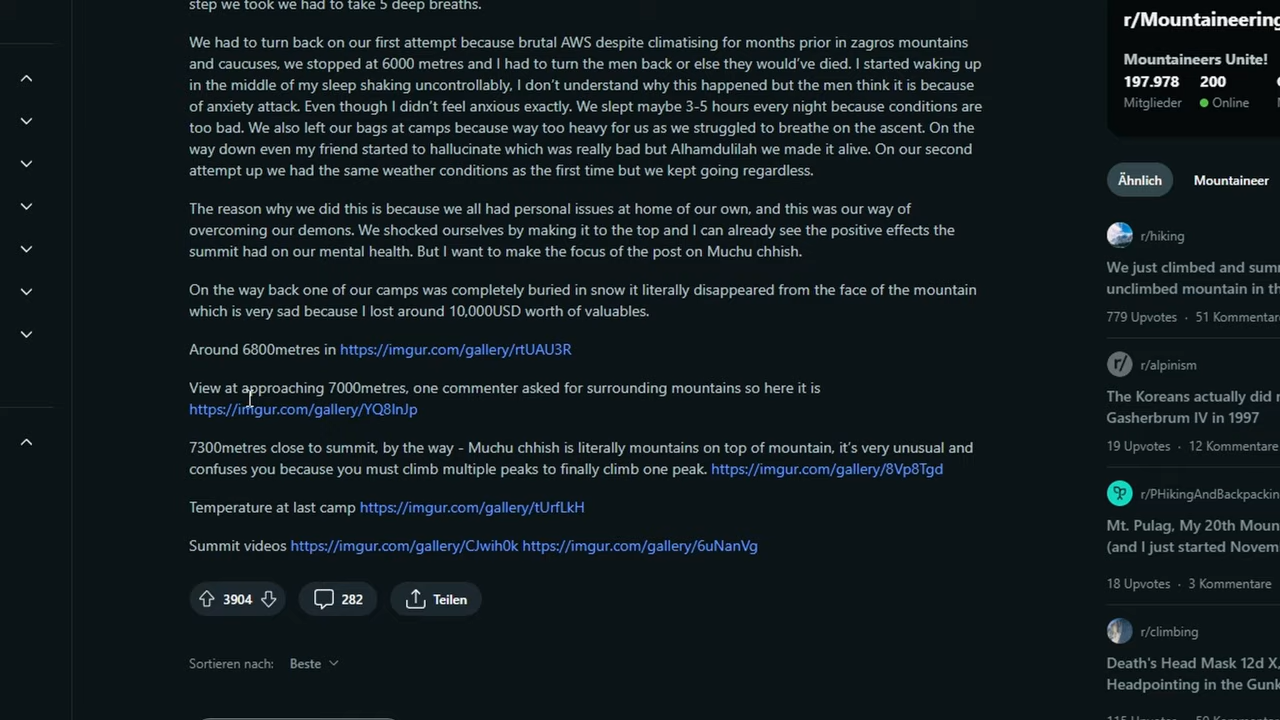 step we took we had to take 5 deep breaths.
We had to turn back on our first attempt because brutal AWS despite climatising for months prior in zagros mountains
and caucuses, we stopped at 6000 metres and I had to turn the men back or else they would've died. I started waking up
in the middle of my sleep shaking uncontrollably, I don't understand why this happened but the men think it is because
of anxiety attack. Even though I didn't feel anxious exactly. We slept maybe 3-5 hours every night because conditions are
too bad. We also left our bags at camps because way too heavy for us as we struggled to breathe on the ascent. On the
way down even my friend started to hallucinate which was really bad but Alhamdulilah we made it alive. On our second
attempt up we had the same weather conditions as the first time but we kept going regardless.
The reason why we did this is because we all had personal issues at home of our own, and this was our way of
overcoming our demons. We shocked ourselves by making it to the top and I can already see the positive effects the
summit had on our mental health. But I want to make the focus of the post on Muchu chhish.
On the way back one of our camps was completely buried in snow it literally disappeared from the face of the mountain
which is very sad because I lost around 10,000USD worth of valuables.
Around 6800metres in https://imgur.com/gallery/rtUAU3R
View at approaching 7000metres, one commenter asked for surrounding mountains so here it is
https://imgur.com/gallery/YQ8InJp
7300metres close to summit, by the way - Muchu chhish is literally mountains on top of mountain, it's very unusual and
confuses you because you must climb multiple peaks to finally climb one peak. https://imgur.com/gallery/8Vp8Tgd
Temperature at last camp https://imgur.com/gallery/tUrfLkH
Summit videos https://imgur.com/gallery/CJwih0k https://imgur.com/gallery/6uNanVg
3904
282
Teilen
Sortieren nach: Beste
r/Mountaineering
Mountaineers Unite!
197.978 200
Mitglieder Online
Ähnlich Mountaineer
r/hiking
We just climbed and sum
unclimbed mountain in th
779 Upvotes · 51 Kommentar
r/alpinism
The Koreans actually did
Gasherbrum IV in 1997
19 Upvotes · 12 Kommentare
r/PHikingAndBackpackin
Mt. Pulag, My 20th Moun
(and I just started Novem
18 Upvotes · 3 Kommentare
r/climbing
Death's Head Mask 12d X,
Headpointing in the Gunk